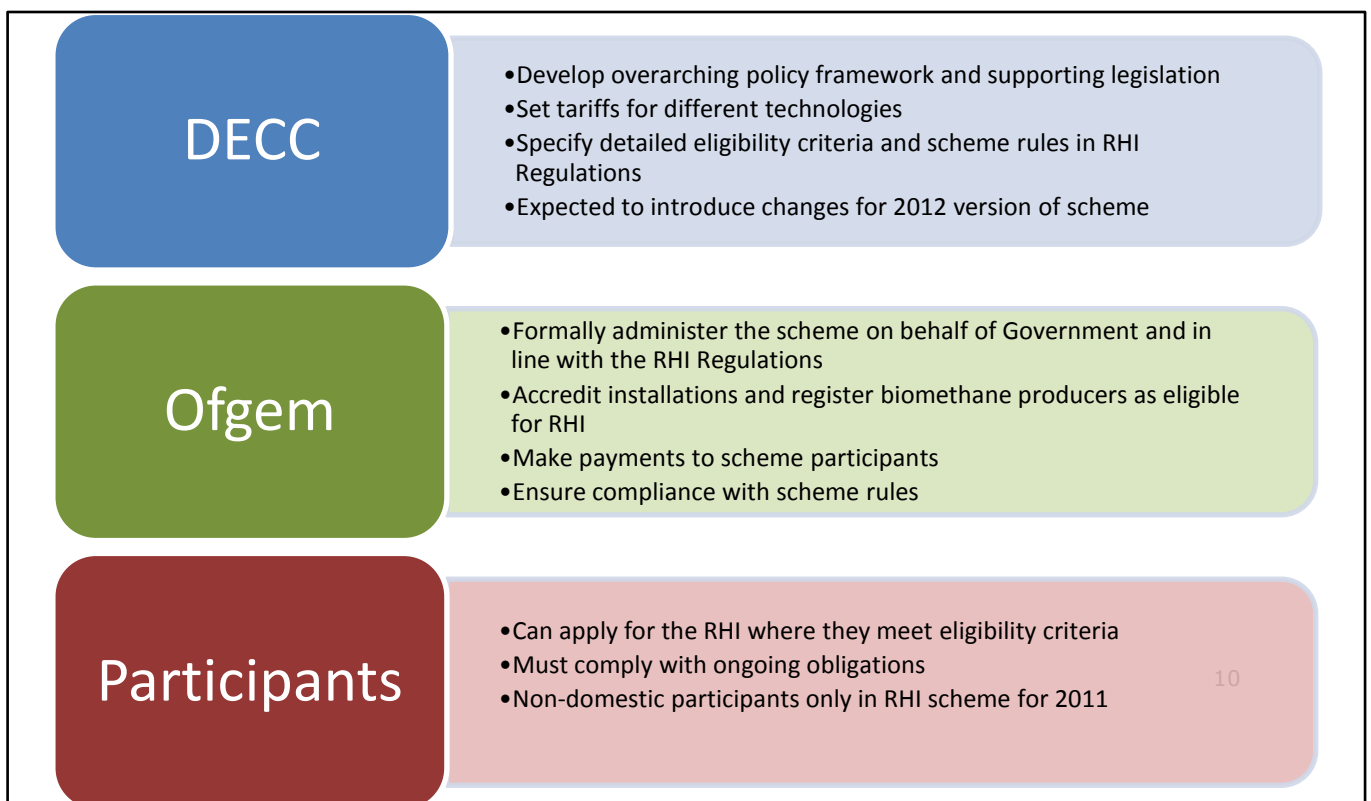 DECC
•Develop overarching policy framework and supporting legislation
•Set tariffs for different technologies
•Specify detailed eligibility criteria and scheme rules in RHI
Regulations
•Expected to introduce changes for 2012 version of scheme
Ofgem
•Formally administer the scheme on behalf of Government and in
line with the RHI Regulations
•Accredit installations and register biomethane producers as eligible
for RHI
•Make payments to scheme participants
•Ensure compliance with scheme rules
Participants
•Can apply for the RHI where they meet eligibility criteria
•Must comply with ongoing obligations
•Non-domestic participants only in RHI scheme for 2011
10